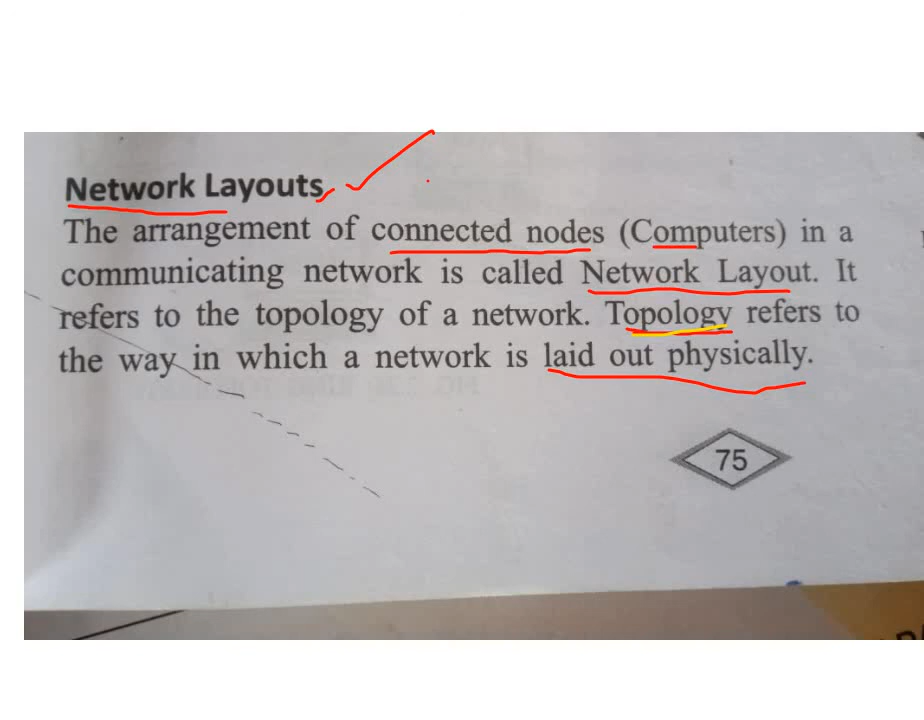 Network Layouts
The arrangement of connected nodes (Computers) in a
communicating network is called Network Layout. It
refers to the topology of a network. Topology refers to
the way in which a network is laid out physically.
75